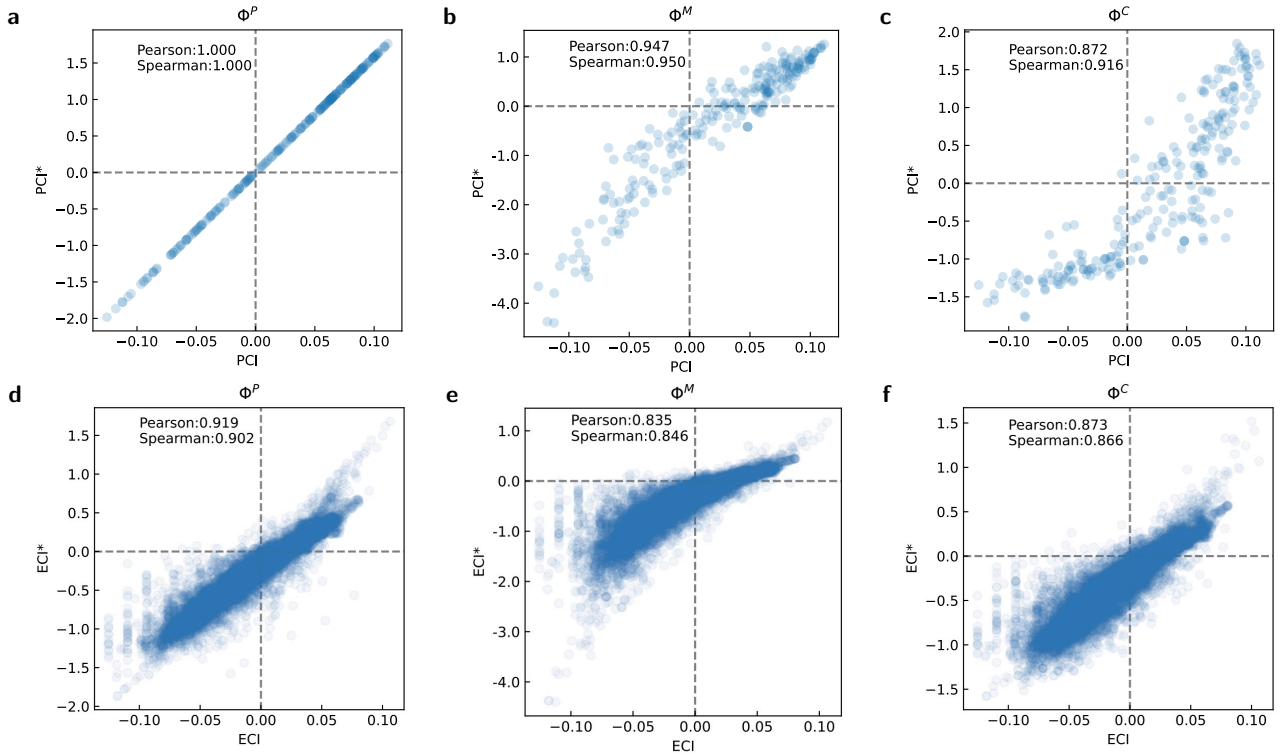 a
Φ^P
Pearson:1.000
Spearman:1.000
1.5
1.0
0.5
0.0
−0.5
−1.0
−1.5
−2.0
PCI*
−0.10 −0.05 0.00 0.05 0.10
PCI
b
Φ^M
Pearson:0.947
Spearman:0.950
1.0
0.0
-1.0
-2.0
-3.0
-4.0
PCI*
−0.10 −0.05 0.00 0.05 0.10
PCI
c
Φ^C
Pearson:0.872
Spearman:0.916
2.0
1.5
1.0
0.5
0.0
−0.5
−1.0
−1.5
PCI*
−0.10 −0.05 0.00 0.05 0.10
PCI
d
Φ^P
Pearson:0.919
Spearman:0.902
1.5
1.0
0.5
0.0
−0.5
−1.0
−1.5
−2.0
ECI*
−0.10 −0.05 0.00 0.05 0.10
ECI
e
Φ^M
Pearson:0.835
Spearman:0.846
1.0
0.0
-1.0
-2.0
-3.0
-4.0
ECI*
−0.10 −0.05 0.00 0.05 0.10
ECI
f
Φ^C
Pearson:0.873
Spearman:0.866
1.5
1.0
0.5
0.0
−0.5
−1.0
−1.5
ECI*
−0.10 −0.05 0.00 0.05 0.10
ECI